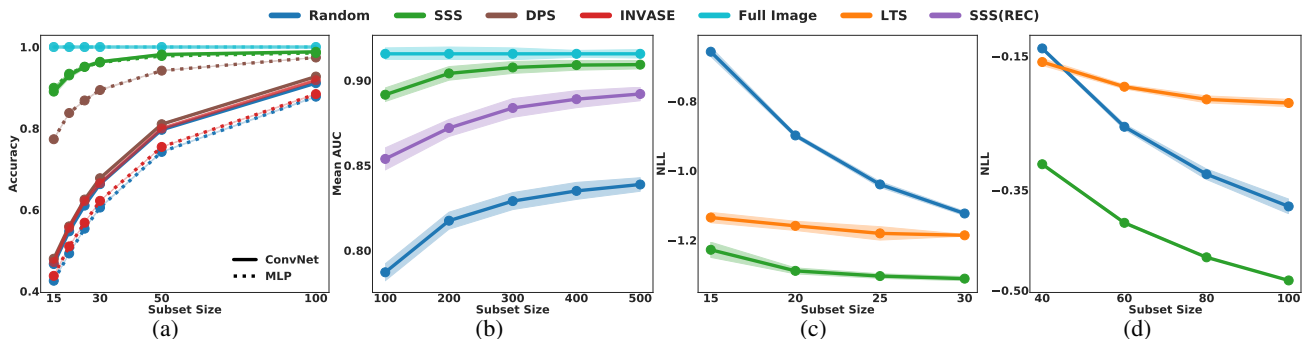 Random SSS DPS INVASE Full Image LTS SSS(REC)
Accuracy
1.0
0.8
0.6
0.4
15 30 50 100
Subset Size
ConvNet
MLP
(a)
Mean AUC
0.90
0.85
0.80
100 200 300 400 500
Subset Size
(b)
NLL
−0.8
−1.0
−1.2
15 20 25 30
Subset Size
(c)
NLL
−0.15
−0.35
−0.50
40 60 80 100
Subset Size
(d)